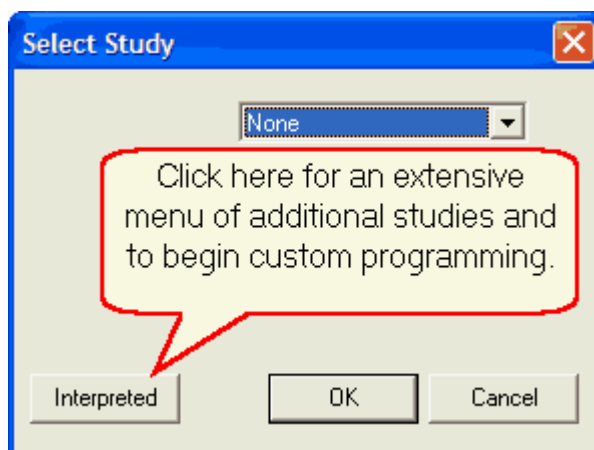 Select Study
None
Click here for an extensive
menu of additional studies and
to begin custom programming.
Interpreted OK Cancel